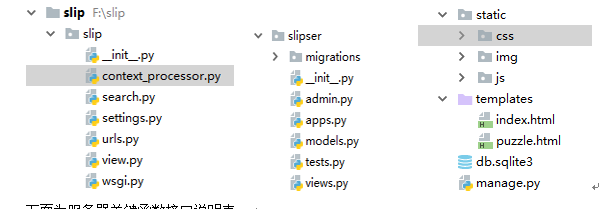 slip F:\slip
slip
__init__.py
context_processor.py
search.py
settings.py
urls.py
view.py
wsgi.py
slipser
migrations
__init__.py
admin.py
apps.py
models.py
tests.py
views.py
static
css
img
js
templates
index.html
puzzle.html
db.sqlite3
manage.py